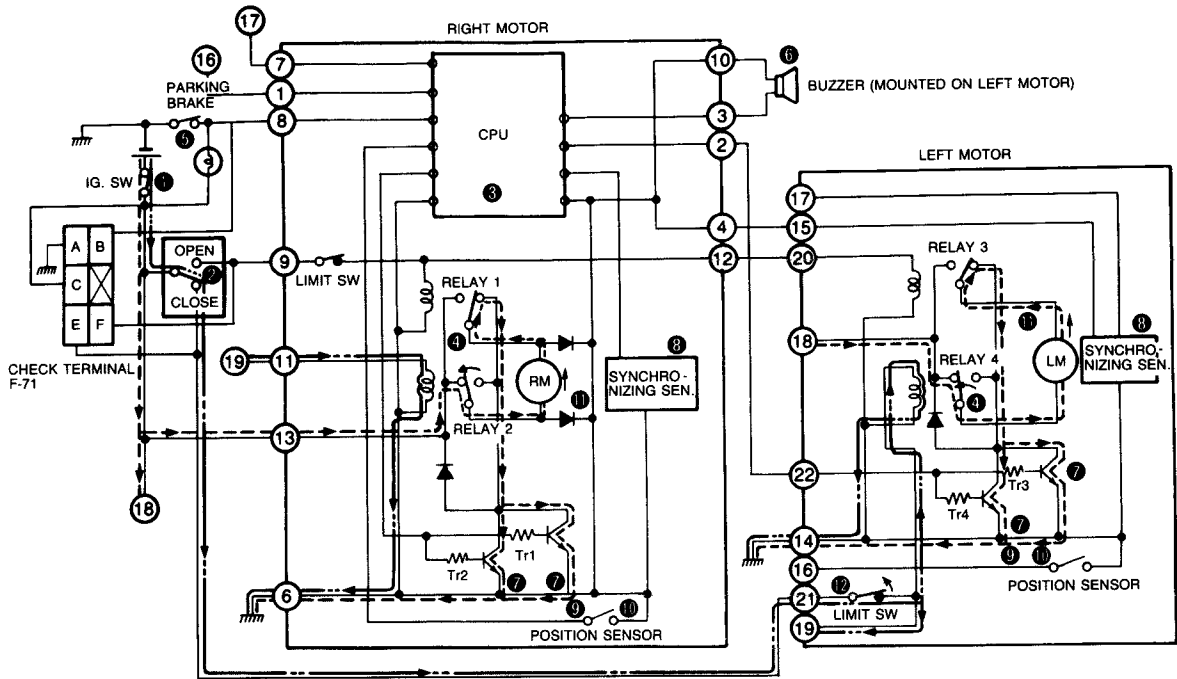 17
RIGHT MOTOR
16
7
10
6
PARKING
BRAKE
1
BUZZER (MOUNTED ON LEFT MOTOR)
8
CPU
3
5
2
LEFT MOTOR
IG. SW
1
3
17
A B
4
15
OPEN
9
12
20
RELAY 3
C
2
LIMIT SW
RELAY 1
CLOSE
E F
4
18
11
8
CHECK TERMINAL
F-71
19
11
8
RELAY 4
LM
SYNCHRO-
NIZING SEN.
RM
SYNCHRO-
NIZING SEN.
4
11
RELAY 2
13
22
7
18
Tr3
Tr4
7
Tr1
14
9
10
Tr2
7
7
16
6
12
POSITION SENSOR
9
10
21
POSITION SENSOR
LIMIT SW
19